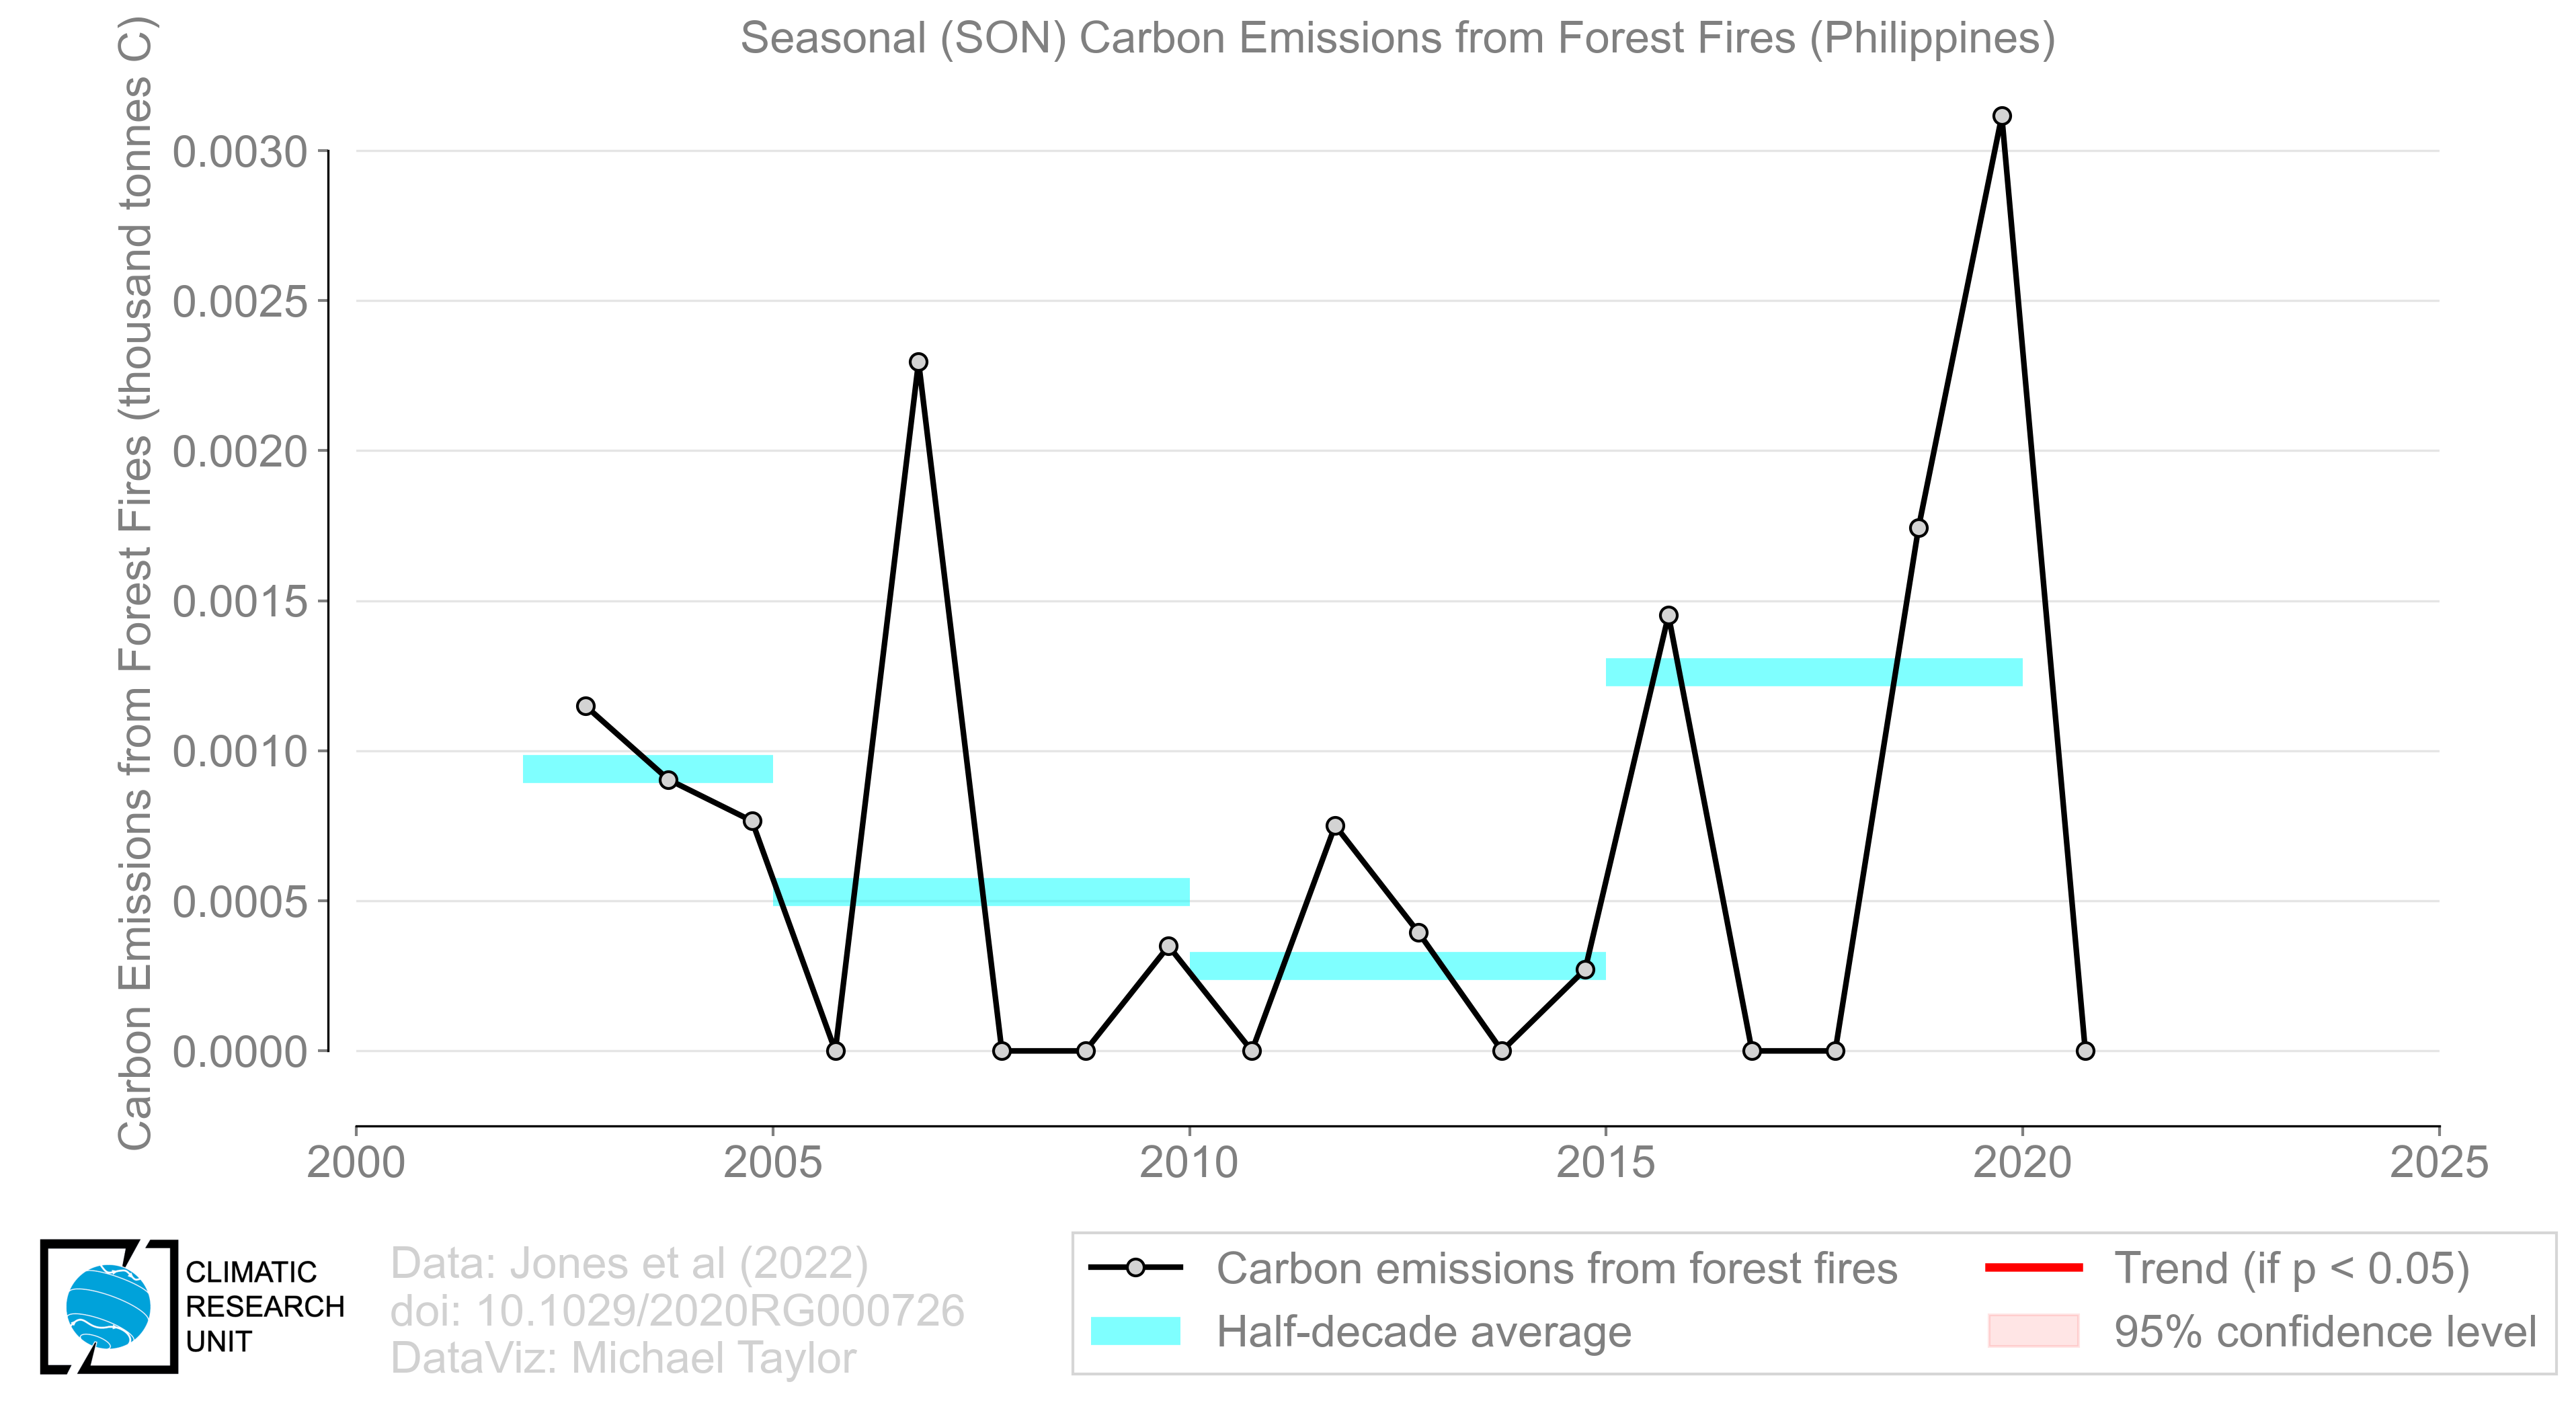 Seasonal (SON) Carbon Emissions from Forest Fires (Philippines)
Carbon Emissions from Forest Fires (thousand tonnes C)
0.0030
0.0025
0.0020
0.0015
0.0010
0.0005
0.0000
2000 2005 2010 2015 2020 2025
CLIMATIC
RESEARCH
UNIT
Data: Jones et al (2022)
doi: 10.1029/2020RG000726
DataViz: Michael Taylor
Carbon emissions from forest fires
Half-decade average
Trend (if p < 0.05)
95% confidence level